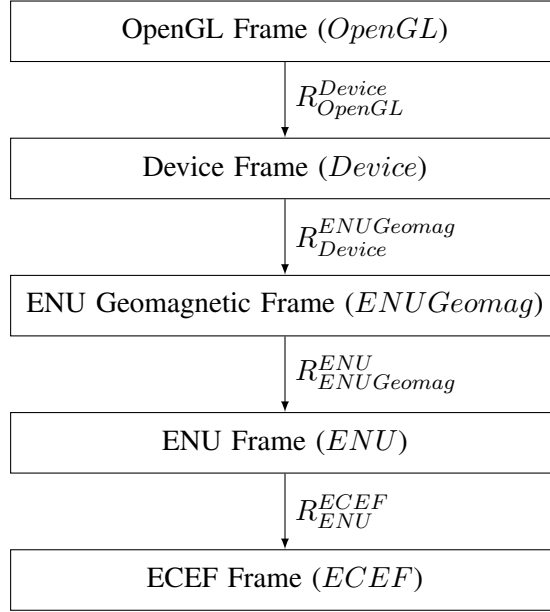 OpenGL Frame (OpenGL)
R^{Device}_{OpenGL}
Device Frame (Device)
R^{ENUGeomag}_{Device}
ENU Geomagnetic Frame (ENUGeomag)
R^{ENU}_{ENUGeomag}
ENU Frame (ENU)
R^{ECEF}_{ENU}
ECEF Frame (ECEF)